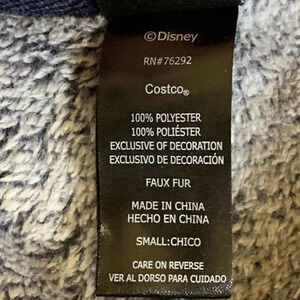 ©Disney
RN#76292
Costco®
100% POLYESTER
100% POLIÉSTER
EXCLUSIVE OF DECORATION
EXCLUSIVO DE DECORACIÓN
FAUX FUR
MADE IN CHINA
HECHO EN CHINA
SMALL:CHICO
CARE ON REVERSE
VER AL DORSO PARA CUIDADO